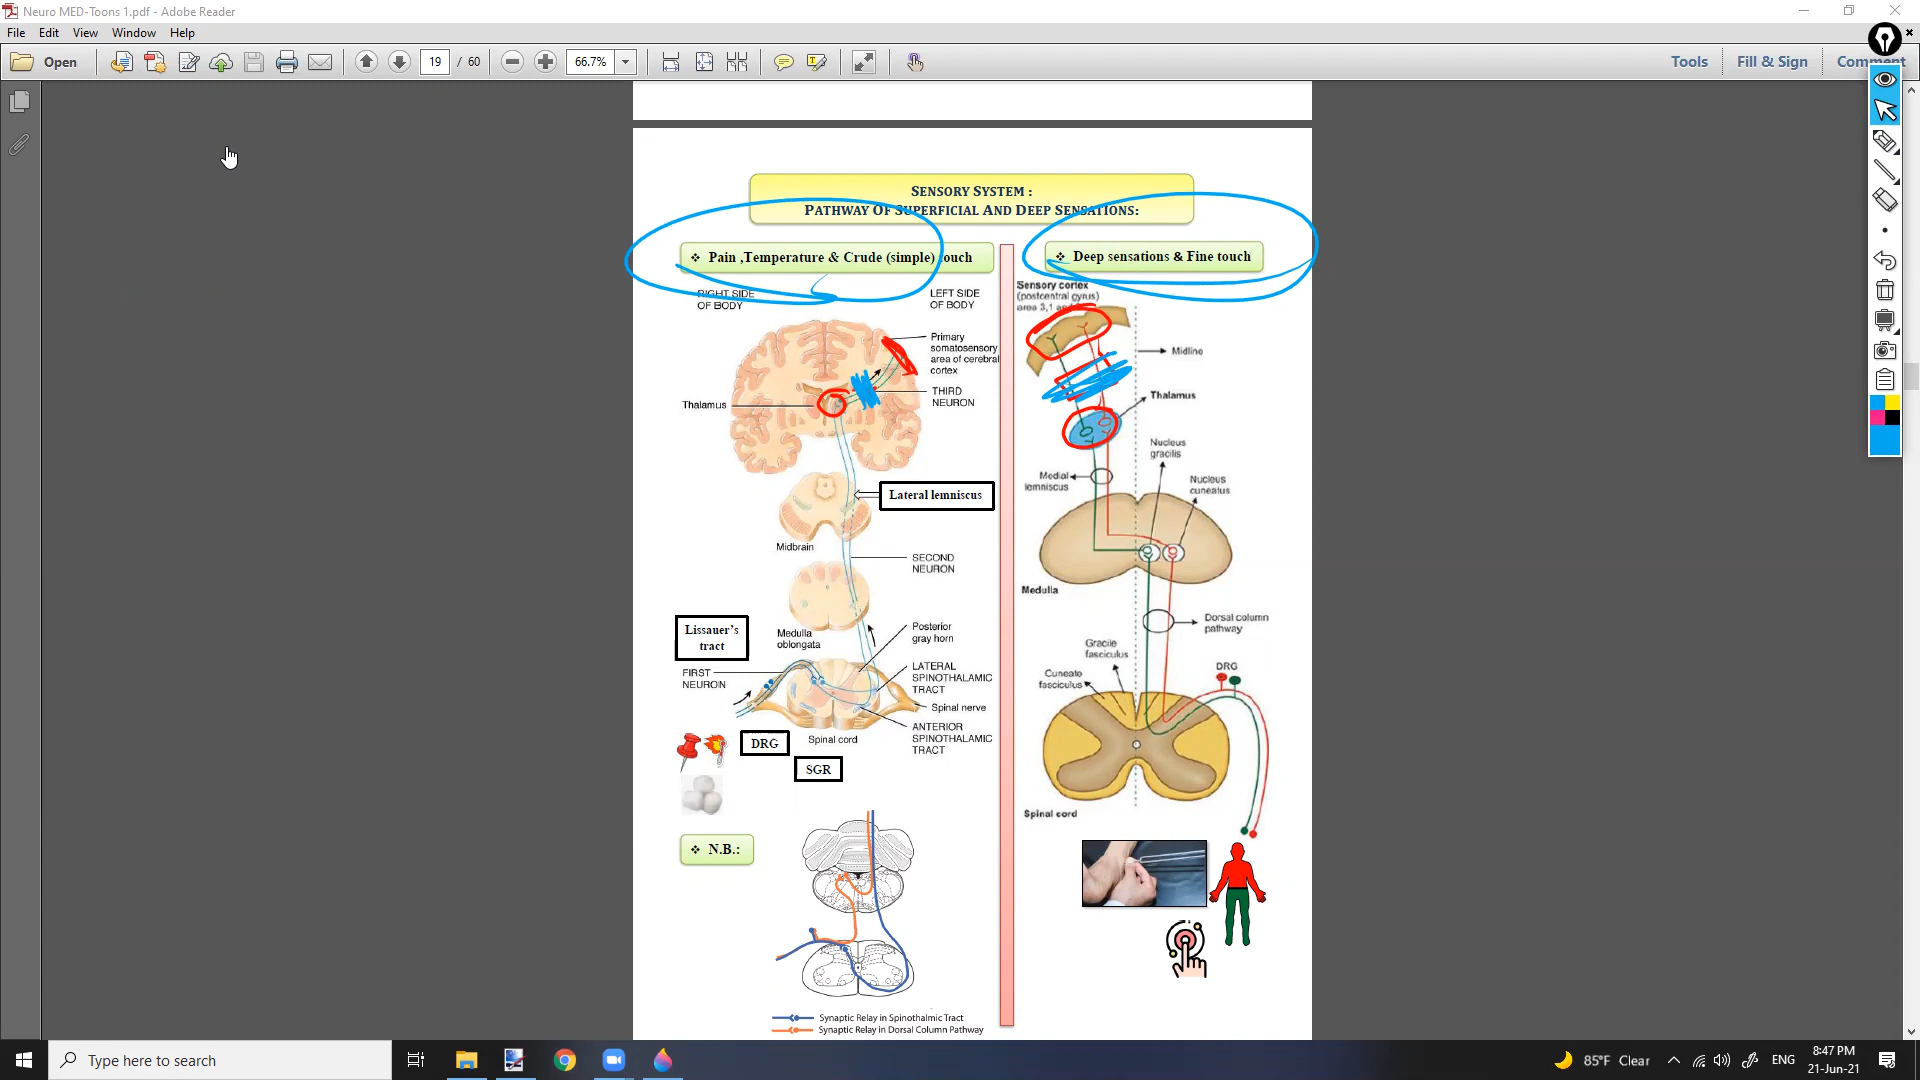 Neuro MED-Toons 1.pdf - Adobe Reader
File Edit View Window Help
Open
19 / 60
66.7%
Tools
Fill & Sign
Comment
SENSORY SYSTEM :
PATHWAY OF SUPERFICIAL AND DEEP SENSATIONS:
❖ Pain ,Temperature & Crude (simple) touch
RIGHT SIDE
OF BODY
LEFT SIDE
OF BODY
Primary
somatosensory
area of cerebral
cortex
THIRD
NEURON
Thalamus
Lateral lemniscus
Midbrain
SECOND
NEURON
Lissauer's
tract
Medulla
oblongata
Posterior
gray horn
FIRST
NEURON
LATERAL
SPINOTHALAMIC
TRACT
Spinal nerve
ANTERIOR
SPINOTHALAMIC
TRACT
DRG
Spinal cord
SGR
❖ N.B.:
Synaptic Relay in Spinothalmic Tract
Synaptic Relay in Dorsal Column Pathway
❖ Deep sensations & Fine touch
Sensory cortex
(postcentral gyrus)
area 3,1 and
Midline
Thalamus
Nucleus
gracilis
Medial
lemniscus
Nucleus
cuneatus
Medulla
Dorsal column
pathway
Gracile
fasciculus
Cuneato
fasciculus
DRG
Spinal cord
Type here to search
85°F Clear
ENG
8:47 PM
21-Jun-21